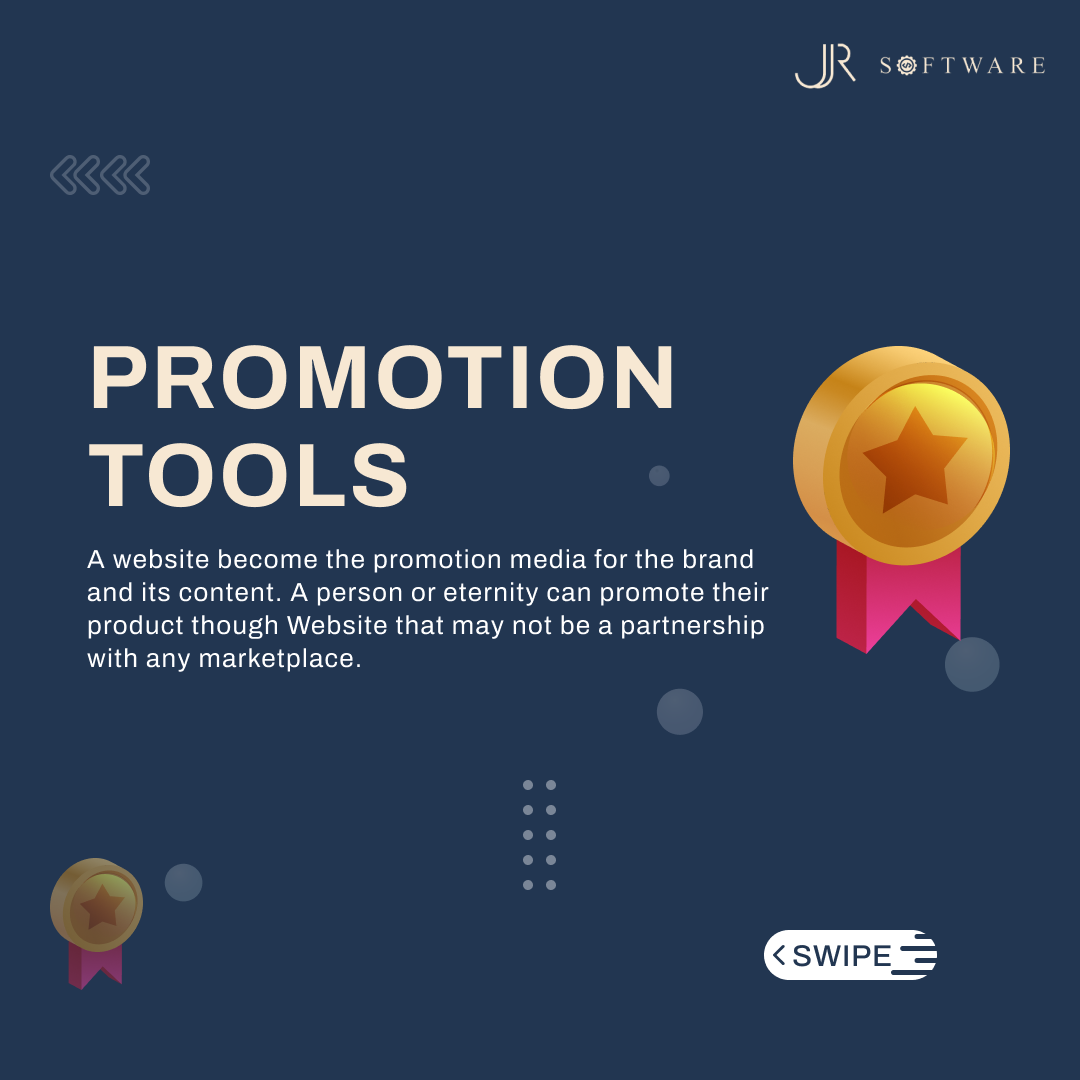 JJR SOFTWARE
PROMOTION
TOOLS
A website become the promotion media for the brand
and its content. A person or eternity can promote their
product though Website that may not be a partnership
with any marketplace.
SWIPE